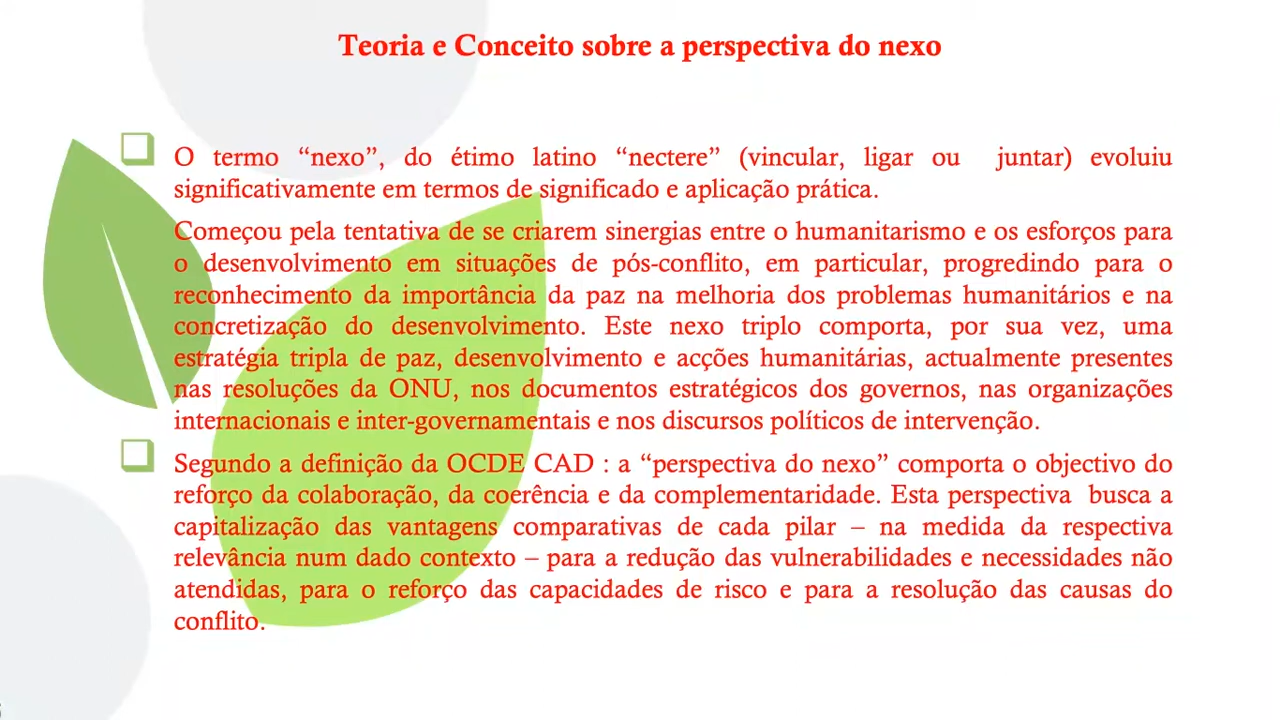 Teoria e Conceito sobre a perspectiva do nexo
O termo “nexo”, do étimo latino “nectere” (vincular, ligar ou juntar) evoluiu
significativamente em termos de significado e aplicação prática.
Começou pela tentativa de se criarem sinergias entre o humanitarismo e os esforços para
o desenvolvimento em situações de pós-conflito, em particular, progredindo para o
reconhecimento da importância da paz na melhoria dos problemas humanitários e na
concretização do desenvolvimento. Este nexo triplo comporta, por sua vez, uma
estratégia tripla de paz, desenvolvimento e acções humanitárias, actualmente presentes
nas resoluções da ONU, nos documentos estratégicos dos governos, nas organizações
internacionais e inter-governamentais e nos discursos políticos de intervenção.
Segundo a definição da OCDE CAD : a “perspectiva do nexo” comporta o objectivo do
reforço da colaboração, da coerência e da complementaridade. Esta perspectiva busca a
capitalização das vantagens comparativas de cada pilar – na medida da respectiva
relevância num dado contexto – para a redução das vulnerabilidades e necessidades não
atendidas, para o reforço das capacidades de risco e para a resolução das causas do
conflito.